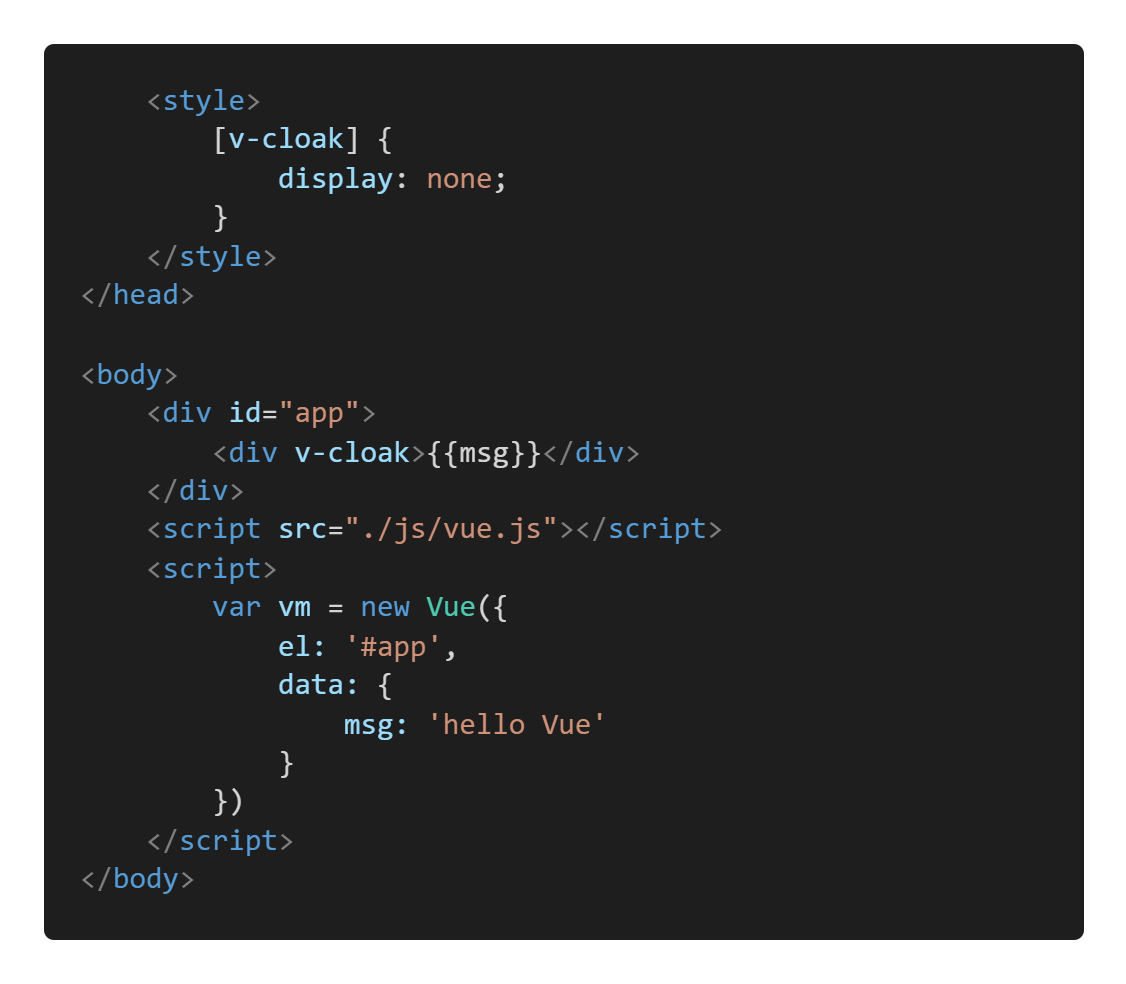 <style>
        [v-cloak] {
            display: none;
        }
    </style>
</head>

<body>
    <div id="app">
        <div v-cloak>{{msg}}</div>
    </div>
    <script src="./js/vue.js"></script>
    <script>
        var vm = new Vue({
            el: '#app',
            data: {
                msg: 'hello Vue'
            }
        })
    </script>
</body>